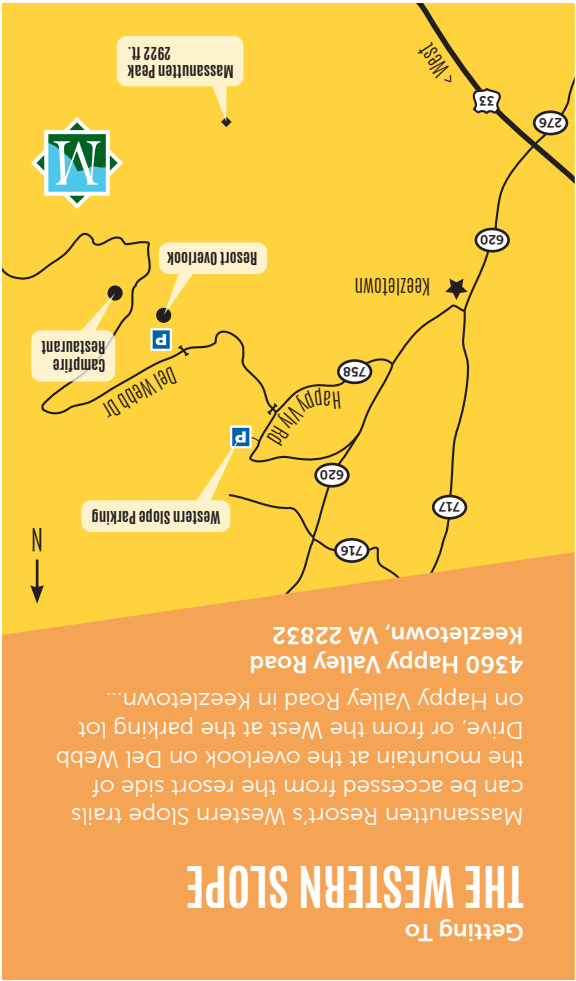 Getting To
THE WESTERN SLOPE
Massanutten Resort's Western Slope trails
can be accessed from the resort side of
the mountain at the overlook on Del Webb
Drive, or from the West at the parking lot
on Happy Valley Road in Keezletown...
4360 Happy Valley Road
Keezletown, VA 22832
716
N
Western Slope Parking
717
620
P
Happy Vly Rd
Del Webb Dr
758
Campfire
Restaurant
P
Keezletown
Resort Overlook
620
M
276
33
< West
Massanutten Peak
2922 ft.